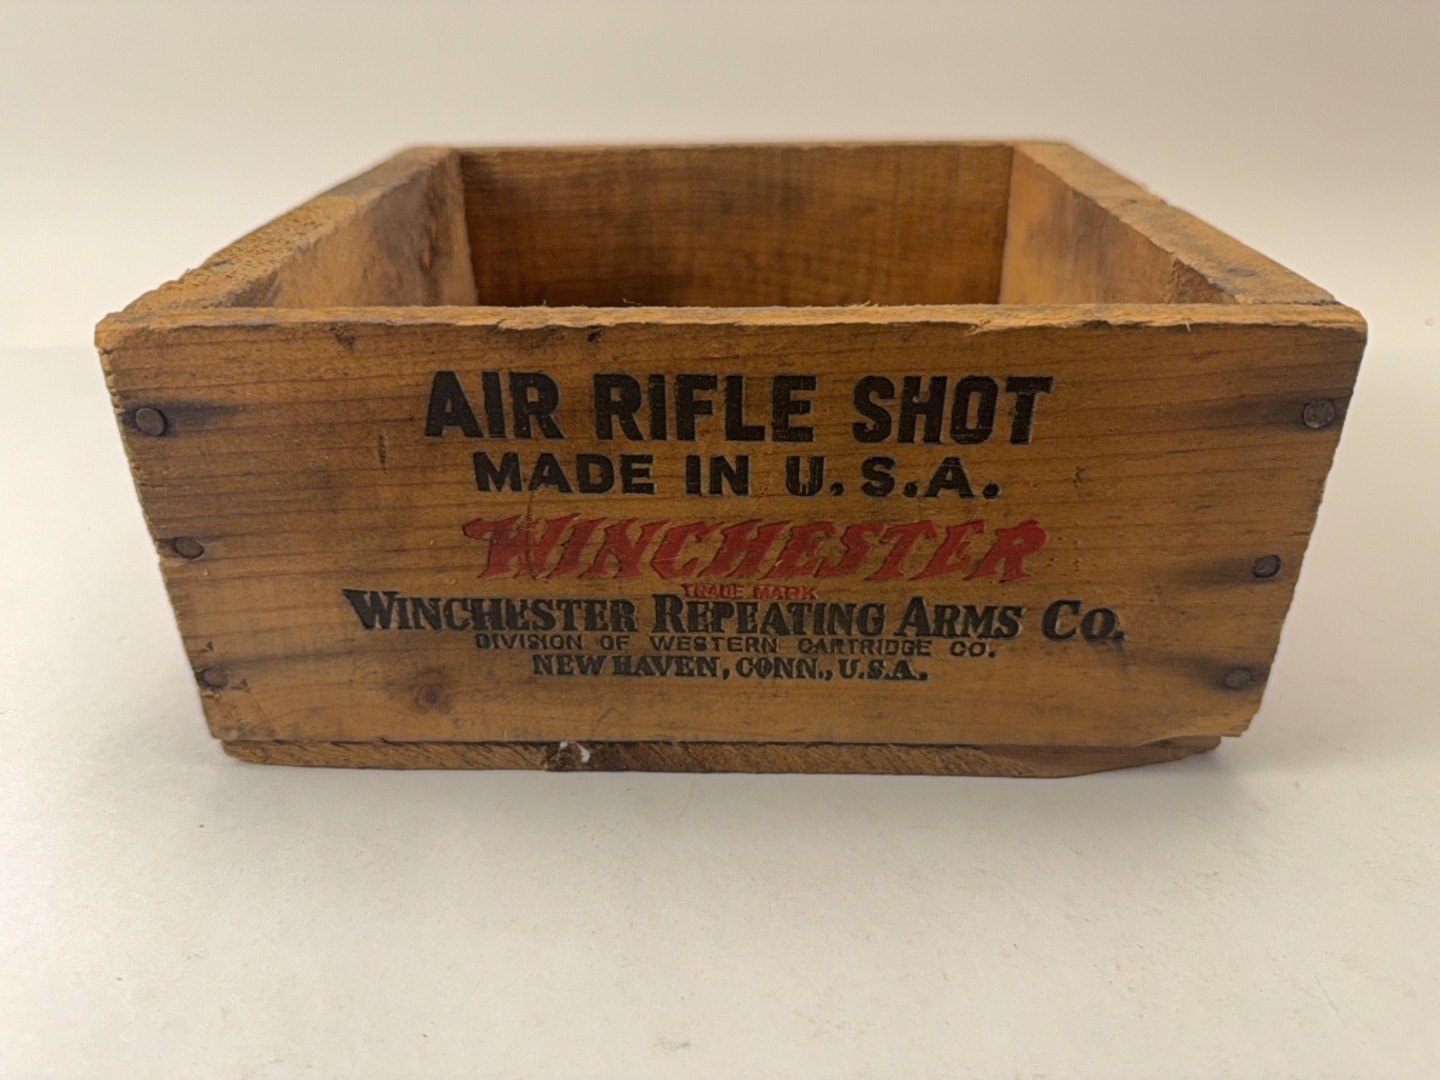 AIR RIFLE SHOT
MADE IN U.S.A.
WINCHESTER
TRADE MARK
WINCHESTER REPEATING ARMS CO.
DIVISION OF WESTERN CARTRIDGE CO.
NEW HAVEN, CONN., U.S.A.